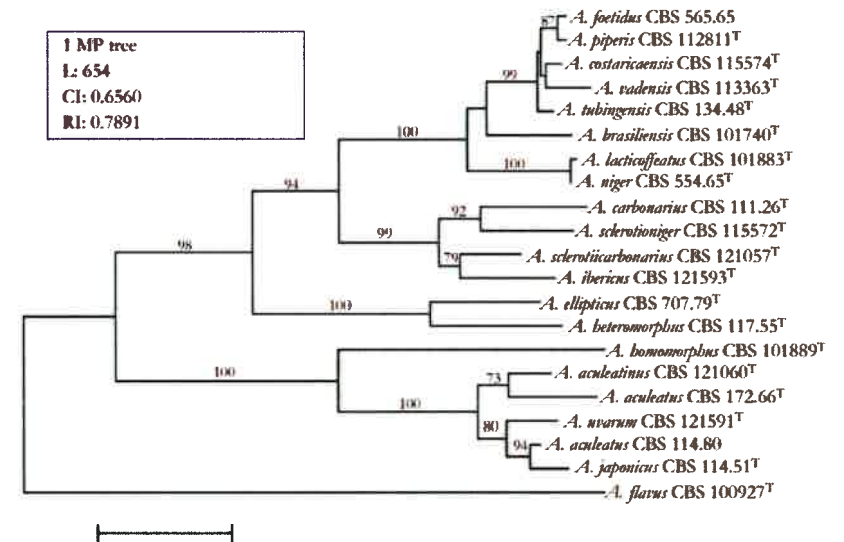 87
A. foetidus CBS 565.65
A. piperis CBS 112811T
1 MP tree
L: 654
CI: 0.6560
RI: 0.7891
A. costaricaensis CBS 115574T
99
A. vadensis CBS 113363T
A. tubingensis CBS 134.48T
100
A. brasiliensis CBS 101740T
100
A. lacticoffeatus CBS 101883T
A. niger CBS 554.65T
94
92
A. carbonarius CBS 111.26T
99
A. sclerotioniger CBS 115572T
98
79
A. sclerotiicarbonarius CBS 121057T
A. ibericus CBS 121593T
100
A. ellipticus CBS 707.79T
A. heteromorphus CBS 117.55T
A. homomorphus CBS 101889T
100
73
A. aculeatinus CBS 121060T
A. aculeatus CBS 172.66T
100
80
A. uvarum CBS 121591T
94
A. aculeatus CBS 114.80
A. japonicus CBS 114.51T
A. flavus CBS 100927T